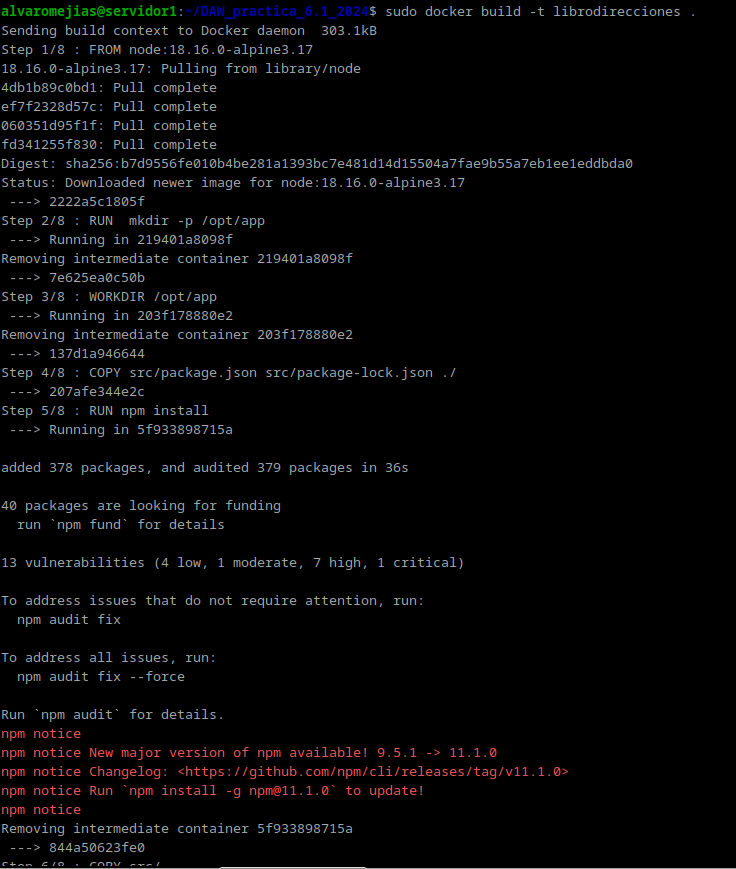 alvaromejias@servidor1:~/DAW_practica_6.1_2024$ sudo docker build -t librodirecciones .
Sending build context to Docker daemon  303.1kB
Step 1/8 : FROM node:18.16.0-alpine3.17
18.16.0-alpine3.17: Pulling from library/node
4db1b89c0bd1: Pull complete
ef7f2328d57c: Pull complete
060351d95f1f: Pull complete
fd341255f830: Pull complete
Digest: sha256:b7d9556fe010b4be281a1393bc7e481d14d15504a7fae9b55a7eb1ee1eddbda0
Status: Downloaded newer image for node:18.16.0-alpine3.17
 ---> 2222a5c1805f
Step 2/8 : RUN  mkdir -p /opt/app
 ---> Running in 219401a8098f
Removing intermediate container 219401a8098f
 ---> 7e625ea0c50b
Step 3/8 : WORKDIR /opt/app
 ---> Running in 203f178880e2
Removing intermediate container 203f178880e2
 ---> 137d1a946644
Step 4/8 : COPY src/package.json src/package-lock.json ./
 ---> 207afe344e2c
Step 5/8 : RUN npm install
 ---> Running in 5f933898715a

added 378 packages, and audited 379 packages in 36s

40 packages are looking for funding
  run `npm fund` for details

13 vulnerabilities (4 low, 1 moderate, 7 high, 1 critical)

To address issues that do not require attention, run:
  npm audit fix

To address all issues, run:
  npm audit fix --force

Run `npm audit` for details.
npm notice
npm notice New major version of npm available! 9.5.1 -> 11.1.0
npm notice Changelog: <https://github.com/npm/cli/releases/tag/v11.1.0>
npm notice Run `npm install -g npm@11.1.0` to update!
npm notice
Removing intermediate container 5f933898715a
 ---> 844a50623fe0
Step 6/8 : COPY src/